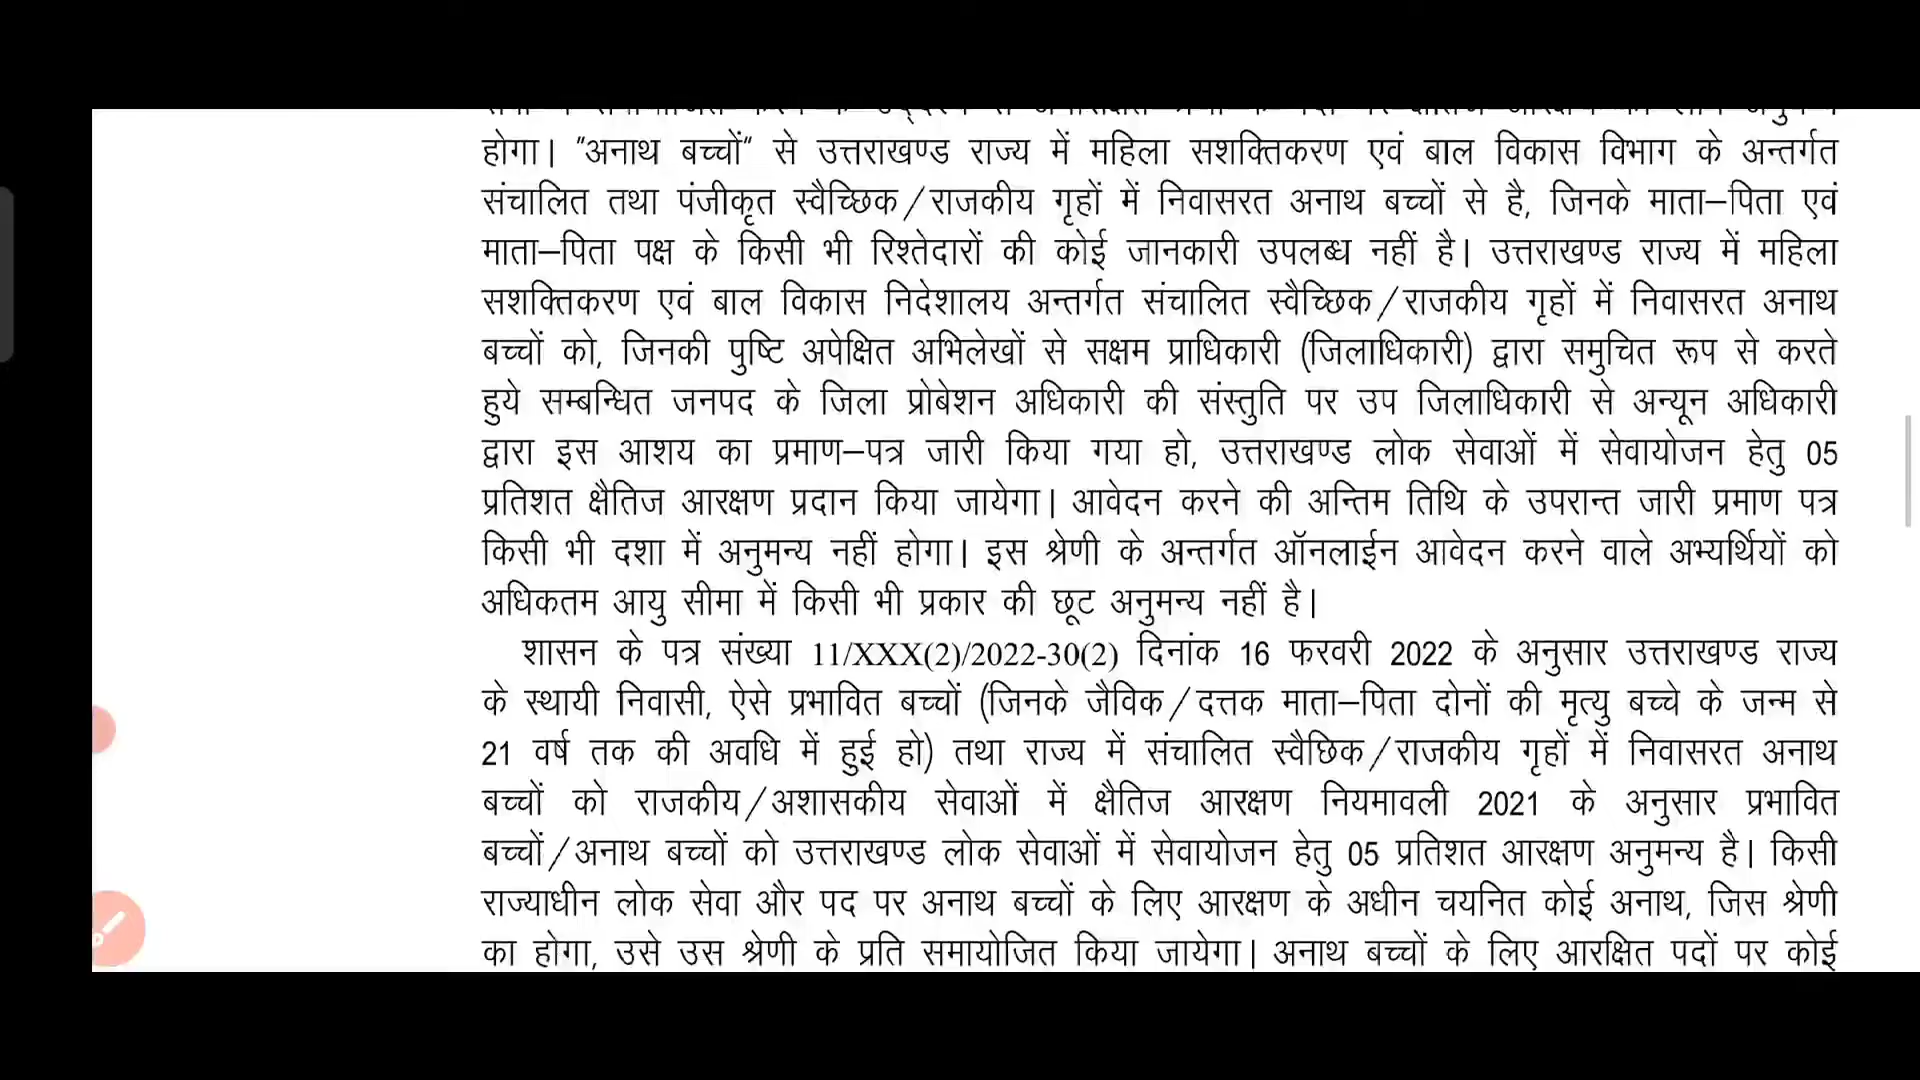 होगा। "अनाथ बच्चों" से उत्तराखण्ड राज्य में महिला सशक्तिकरण एवं बाल विकास विभाग के अन्तर्गत
संचालित तथा पंजीकृत स्वैच्छिक/राजकीय गृहों में निवासरत अनाथ बच्चों से है, जिनके माता–पिता एवं
माता–पिता पक्ष के किसी भी रिश्तेदारों की कोई जानकारी उपलब्ध नहीं है। उत्तराखण्ड राज्य में महिला
सशक्तिकरण एवं बाल विकास निदेशालय अन्तर्गत संचालित स्वैच्छिक/राजकीय गृहों में निवासरत अनाथ
बच्चों को, जिनकी पुष्टि अपेक्षित अभिलेखों से सक्षम प्राधिकारी (जिलाधिकारी) द्वारा समुचित रूप से करते
हुये सम्बन्धित जनपद के जिला प्रोबेशन अधिकारी की संस्तुति पर उप जिलाधिकारी से अन्यून अधिकारी
द्वारा इस आशय का प्रमाण–पत्र जारी किया गया हो, उत्तराखण्ड लोक सेवाओं में सेवायोजन हेतु 05
प्रतिशत क्षैतिज आरक्षण प्रदान किया जायेगा। आवेदन करने की अन्तिम तिथि के उपरान्त जारी प्रमाण पत्र
किसी भी दशा में अनुमन्य नहीं होगा। इस श्रेणी के अन्तर्गत ऑनलाईन आवेदन करने वाले अभ्यर्थियों को
अधिकतम आयु सीमा में किसी भी प्रकार की छूट अनुमन्य नहीं है।
शासन के पत्र संख्या 11/XXX(2)/2022-30(2) दिनांक 16 फरवरी 2022 के अनुसार उत्तराखण्ड राज्य
के स्थायी निवासी, ऐसे प्रभावित बच्चों (जिनके जैविक/दत्तक माता–पिता दोनों की मृत्यु बच्चे के जन्म से
21 वर्ष तक की अवधि में हुई हो) तथा राज्य में संचालित स्वैछिक/राजकीय गृहों में निवासरत अनाथ
बच्चों को राजकीय/अशासकीय सेवाओं में क्षैतिज आरक्षण नियमावली 2021 के अनुसार प्रभावित
बच्चों/अनाथ बच्चों को उत्तराखण्ड लोक सेवाओं में सेवायोजन हेतु 05 प्रतिशत आरक्षण अनुमन्य है। किसी
राज्याधीन लोक सेवा और पद पर अनाथ बच्चों के लिए आरक्षण के अधीन चयनित कोई अनाथ, जिस श्रेणी
का होगा, उसे उस श्रेणी के प्रति समायोजित किया जायेगा। अनाथ बच्चों के लिए आरक्षित पदों पर कोई